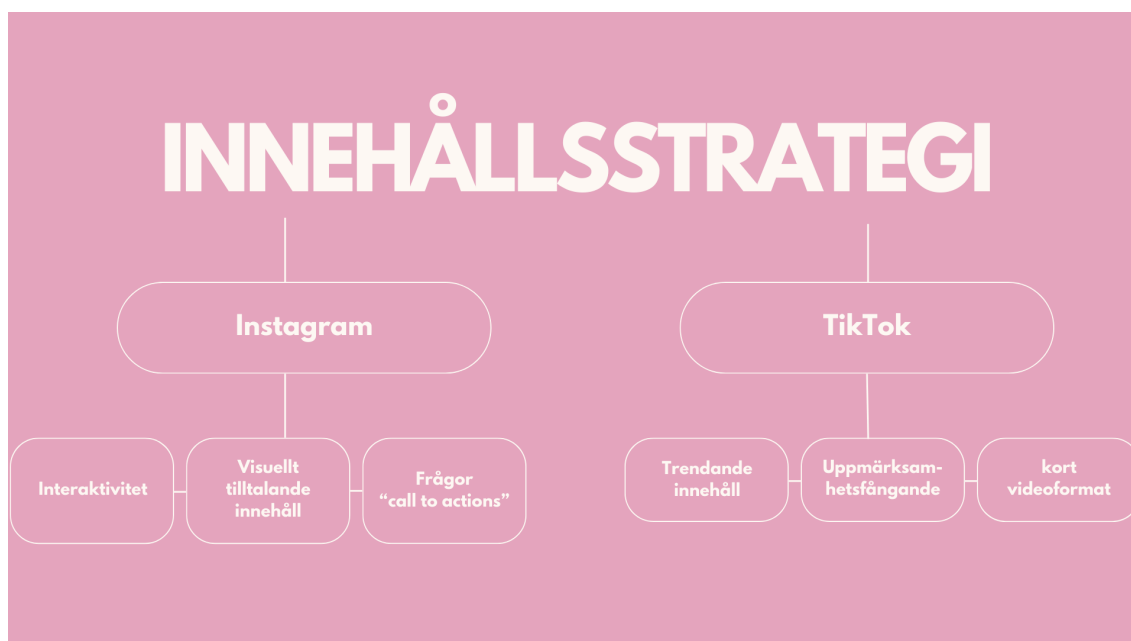 INNEHÅLLSSTRATEGI
Instagram
TikTok
Interaktivitet
Visuellt
tilltalande
innehåll
Frågor
“call to actions”
Trendande
innehåll
Uppmärksam-
hetsfångande
kort
videoformat